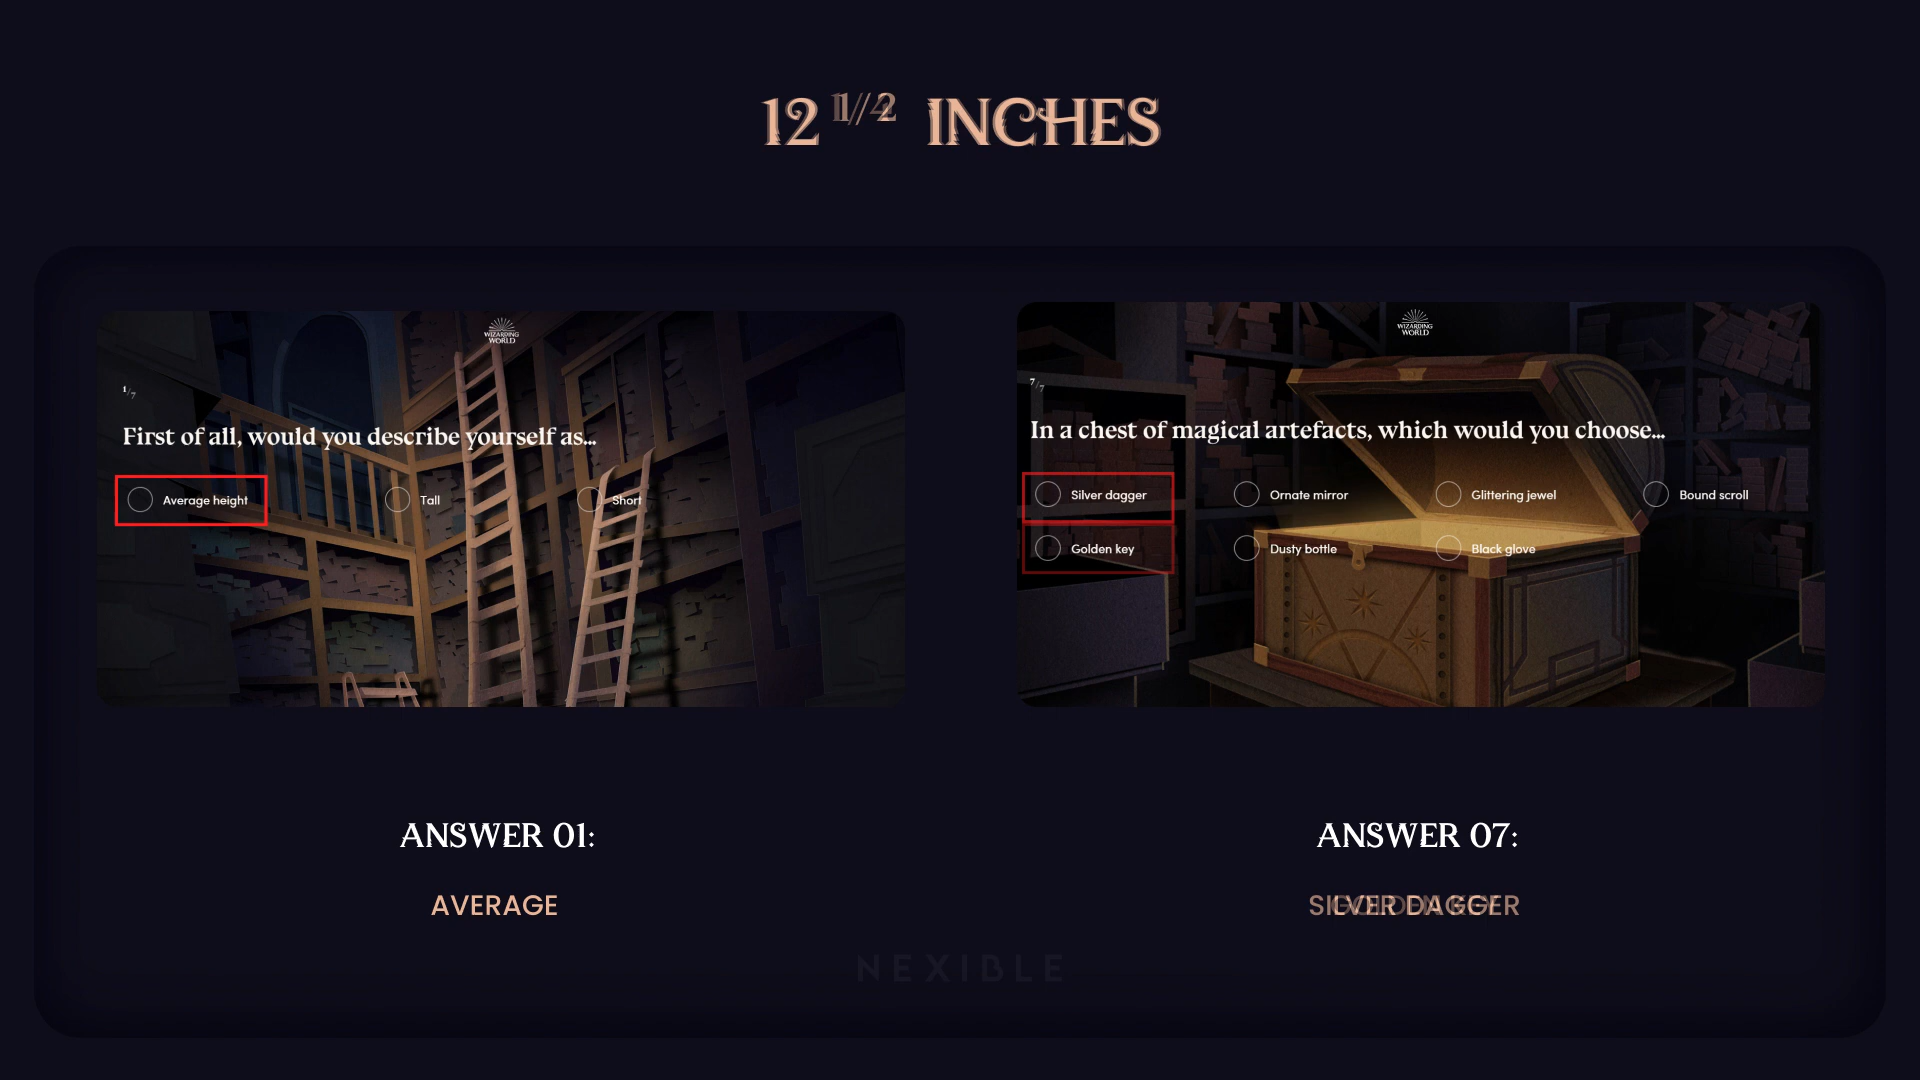 12 1/2 INCHES
WIZARDING
WORLD
1/7
First of all, would you describe yourself as...
Average height Tall Short
WIZARDING
WORLD
7/7
In a chest of magical artefacts, which would you choose...
Silver dagger Ornate mirror Glittering jewel Bound scroll
Golden key Dusty bottle Black glove
ANSWER 01:
AVERAGE
ANSWER 07:
SILVER DAGGER
NEXIBLE